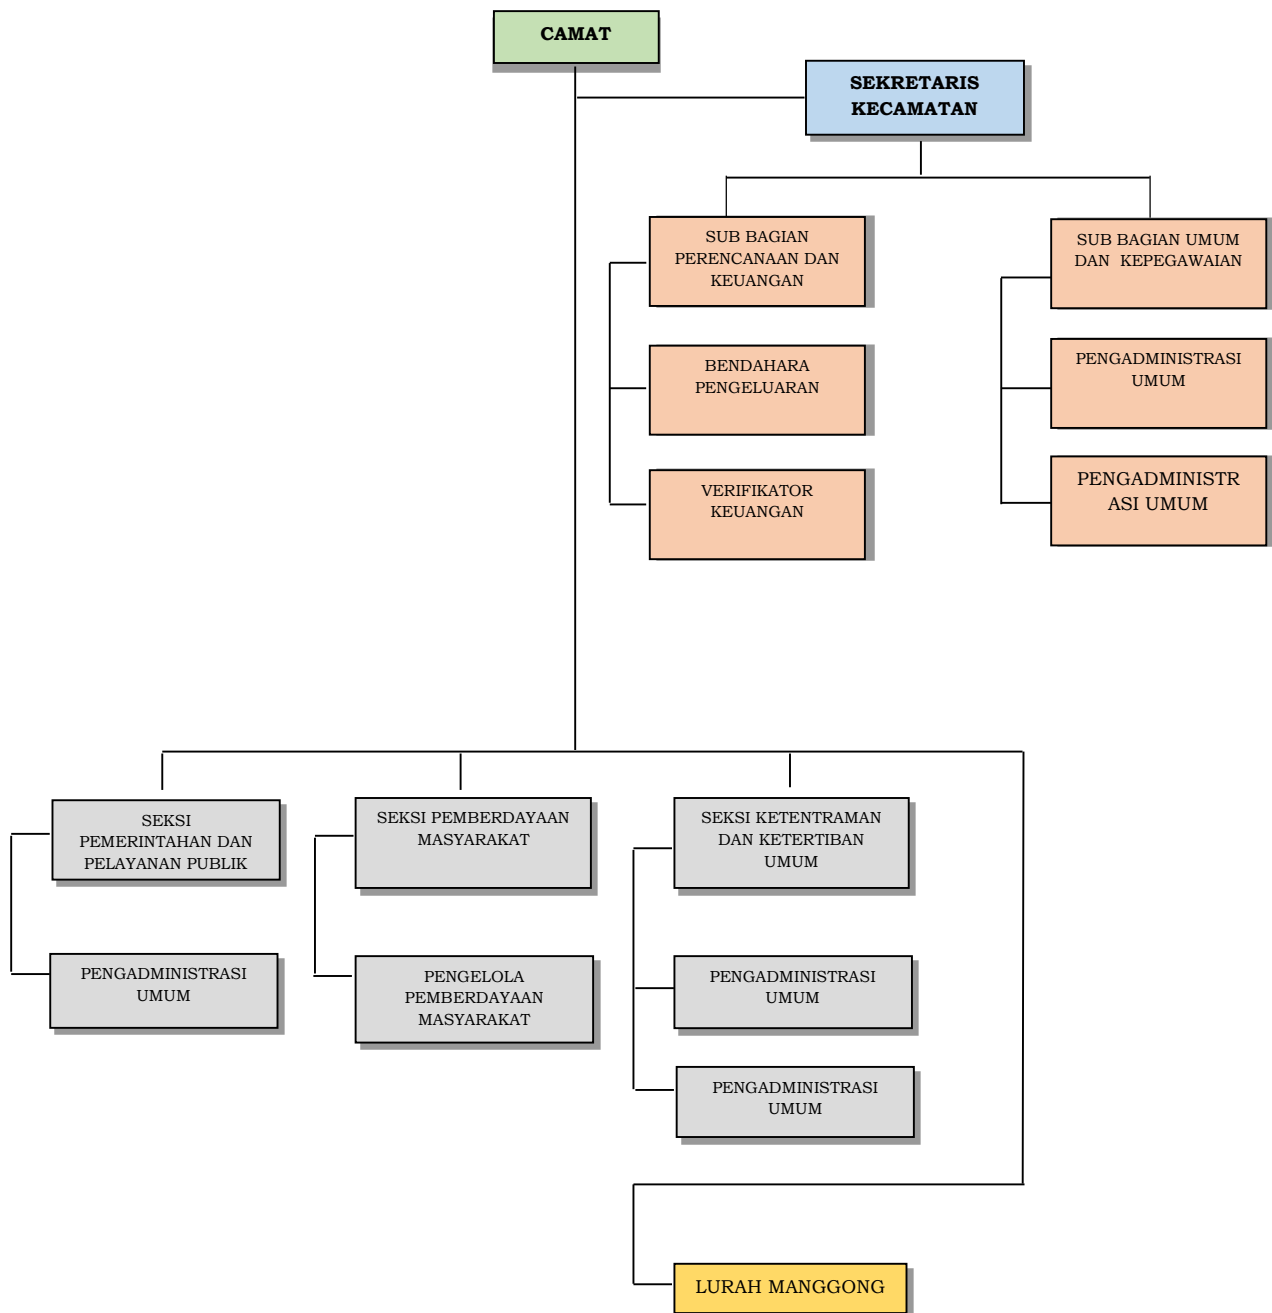 CAMAT
SEKRETARIS
KECAMATAN
SUB BAGIAN
PERENCANAAN DAN
KEUANGAN
SUB BAGIAN UMUM
DAN  KEPEGAWAIAN
BENDAHARA
PENGELUARAN
PENGADMINISTRASI
UMUM
VERIFIKATOR
KEUANGAN
PENGADMINISTR
ASI UMUM
SEKSI
PEMERINTAHAN DAN
PELAYANAN PUBLIK
SEKSI PEMBERDAYAAN
MASYARAKAT
SEKSI KETENTRAMAN
DAN KETERTIBAN
UMUM
PENGADMINISTRASI
UMUM
PENGELOLA
PEMBERDAYAAN
MASYARAKAT
PENGADMINISTRASI
UMUM
PENGADMINISTRASI
UMUM
LURAH MANGGONG